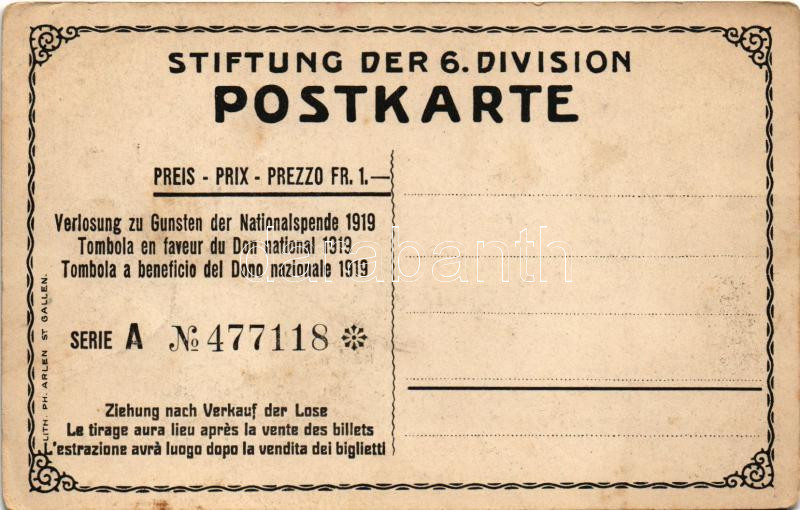 STIFTUNG DER 6. DIVISION
POSTKARTE
PREIS - PRIX - PREZZO FR. 1.—
Verlosung zu Gunsten der Nationalspende 1919
Tombola en faveur du Don national 1919
Tombola a beneficio del Dono nazionale 1919
SERIE A № 477118
Ziehung nach Verkauf der Lose
Le tirage aura lieu après la vente des billets
L'estrazione avrà luogo dopo la vendita dei biglietti
LITH. PH. ARLEN ST GALLEN.
darabanth